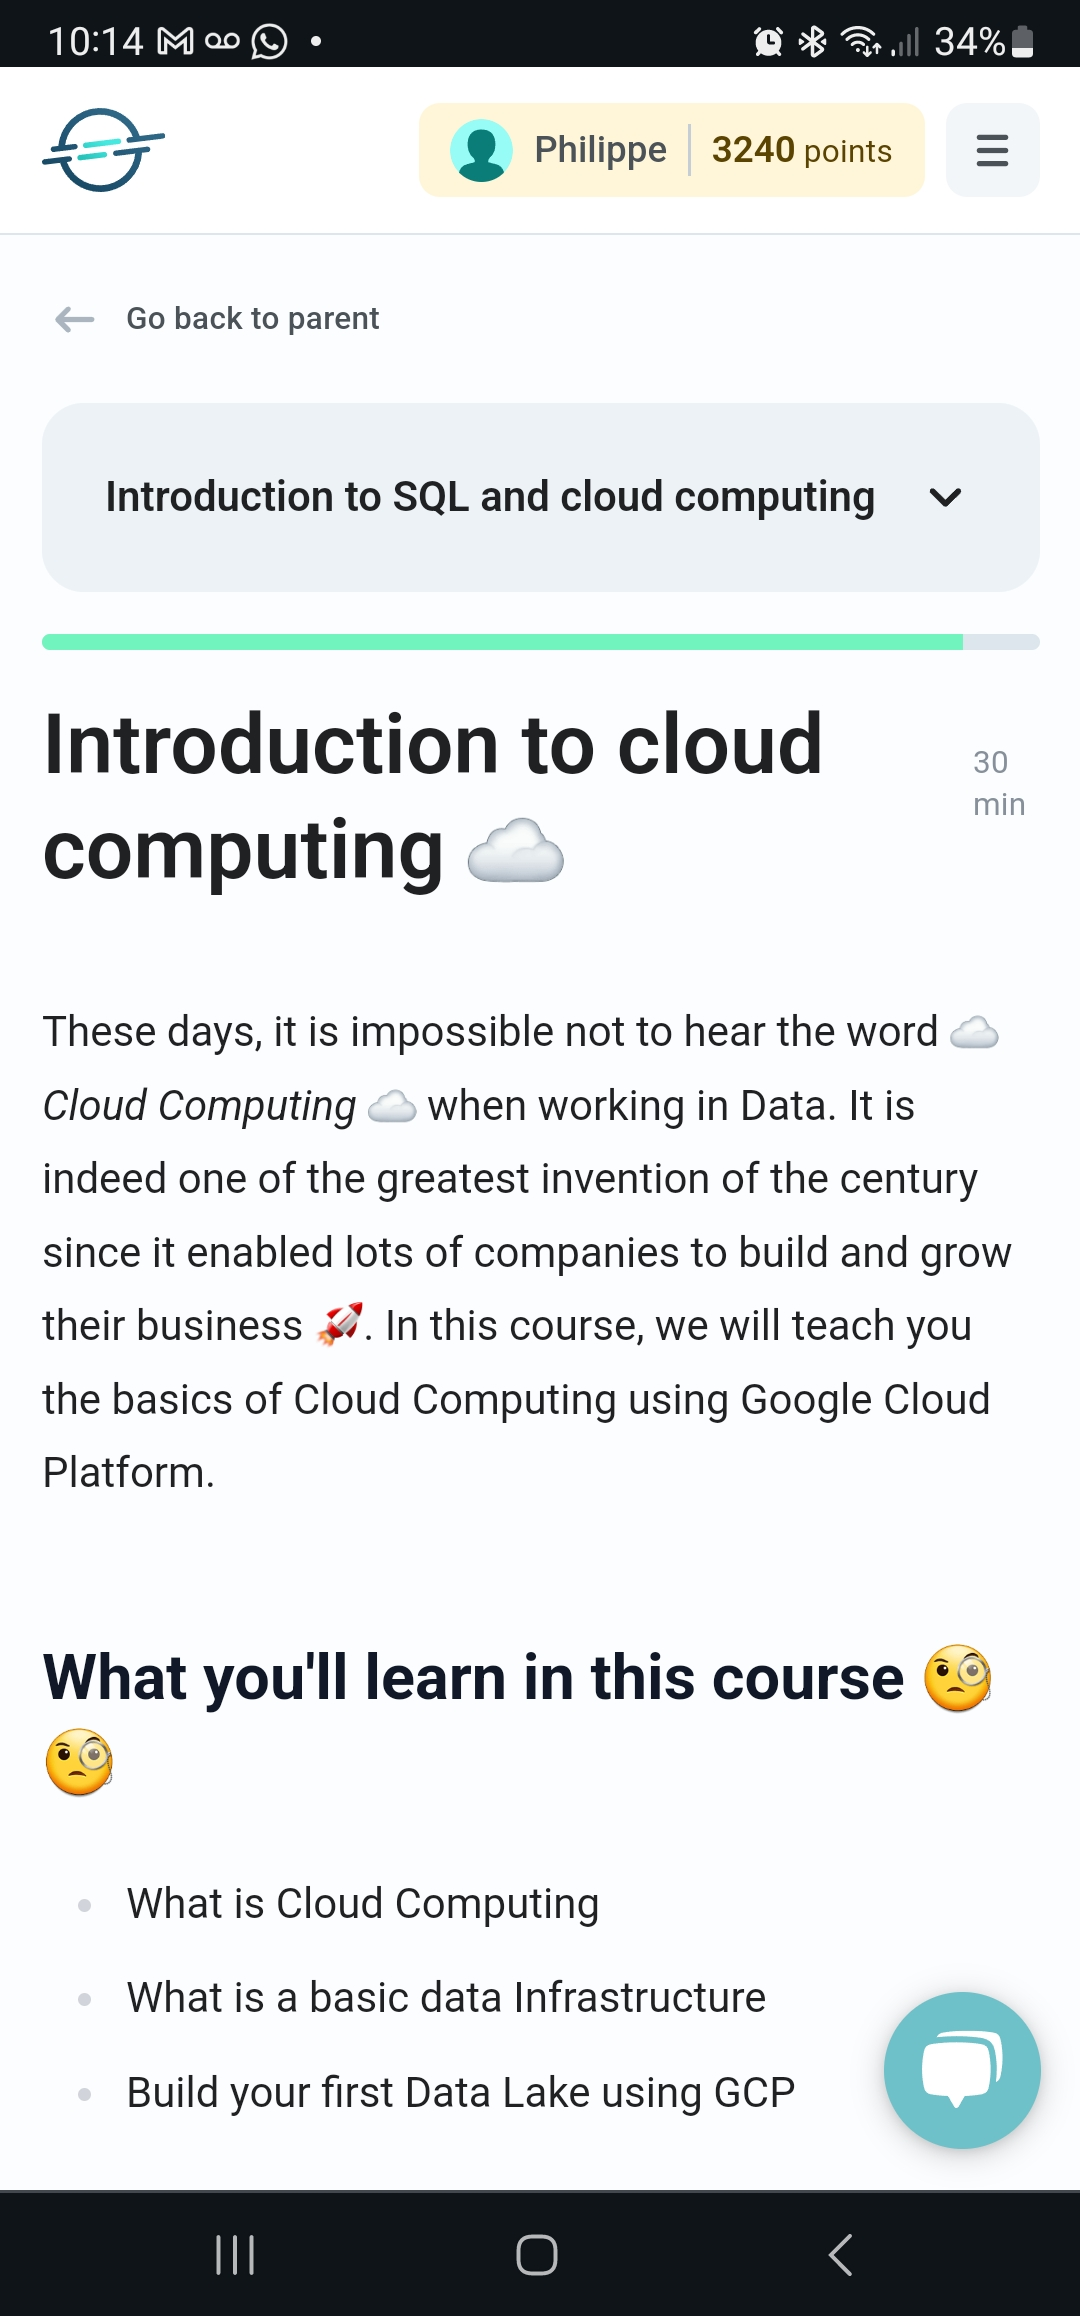 10:14 34%
Philippe 3240 points
Go back to parent
Introduction to SQL and cloud computing
Introduction to cloud
computing ☁️
30
min
These days, it is impossible not to hear the word ☁️
Cloud Computing ☁️ when working in Data. It is
indeed one of the greatest invention of the century
since it enabled lots of companies to build and grow
their business 🚀. In this course, we will teach you
the basics of Cloud Computing using Google Cloud
Platform.
What you'll learn in this course 🧐
🧐
What is Cloud Computing
What is a basic data Infrastructure
Build your first Data Lake using GCP